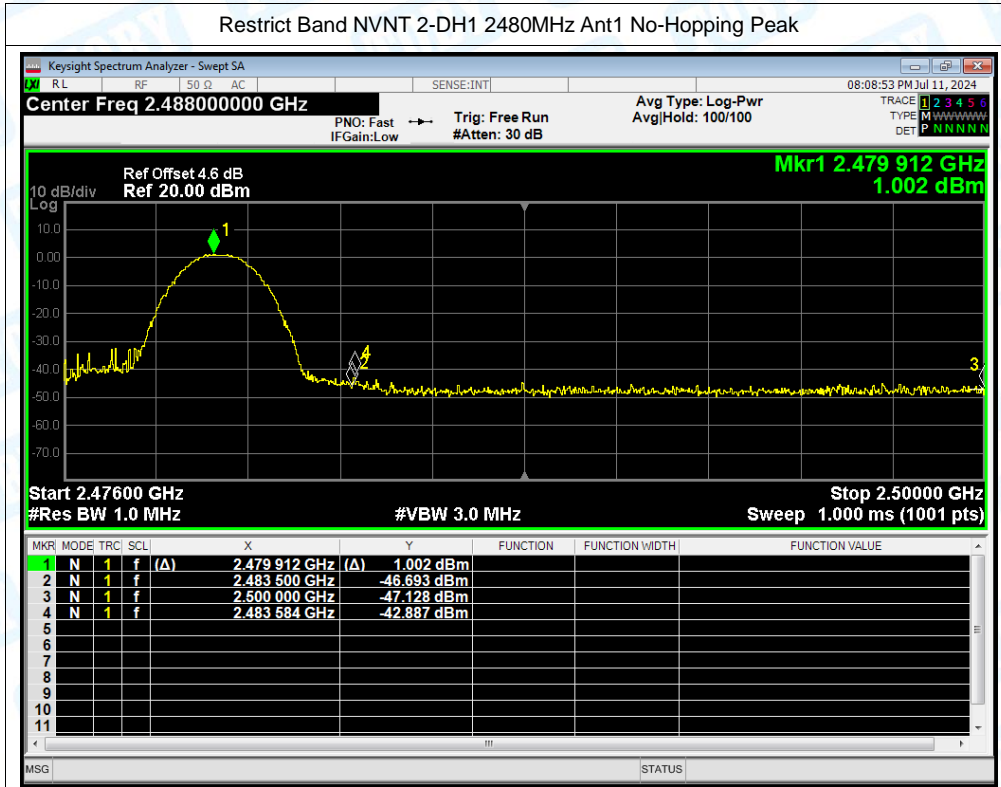 Restrict Band NVNT 2-DH1 2480MHz Ant1 No-Hopping Peak
Keysight Spectrum Analyzer - Swept SA
LXI RL RF 50 Ω AC SENSE:INT 08:08:53 PM Jul 11, 2024
Center Freq 2.488000000 GHz
PNO: Fast
IFGain:Low
Trig: Free Run
#Atten: 30 dB
Avg Type: Log-Pwr
Avg|Hold: 100/100
TRACE 1 2 3 4 5 6
TYPE M WWWWW
DET P N N N N N
Mkr1 2.479 912 GHz
1.002 dBm
Ref Offset 4.6 dB
10 dB/div Ref 20.00 dBm
Log
10.0
0.00
-10.0
-20.0
-30.0
-40.0
-50.0
-60.0
-70.0
1
4
2
3
Start 2.47600 GHz Stop 2.50000 GHz
#Res BW 1.0 MHz #VBW 3.0 MHz Sweep 1.000 ms (1001 pts)
MKR MODE TRC SCL X Y FUNCTION FUNCTION WIDTH FUNCTION VALUE
1 N 1 f (Δ) 2.479 912 GHz (Δ) 1.002 dBm
2 N 1 f 2.483 500 GHz -46.693 dBm
3 N 1 f 2.500 000 GHz -47.128 dBm
4 N 1 f 2.483 584 GHz -42.887 dBm
5
6
7
8
9
10
11
MSG STATUS